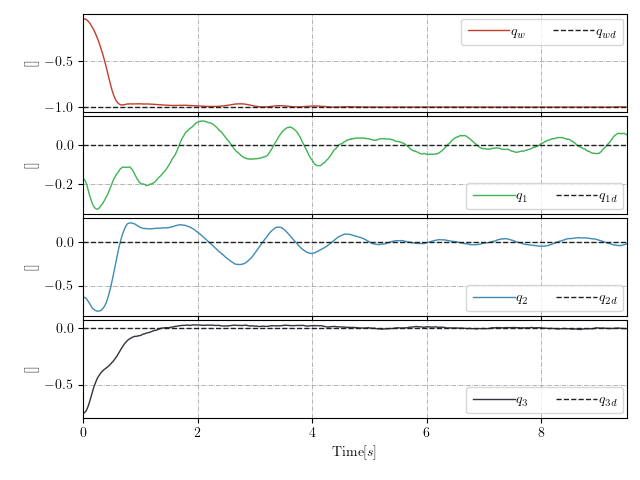 −0.5
−1.0
[]
q_w
q_{wd}
0.0
−0.2
[]
q_1
q_{1d}
0.0
−0.5
[]
q_2
q_{2d}
0.0
−0.5
[]
q_3
q_{3d}
0 2 4 6 8
Time[s]